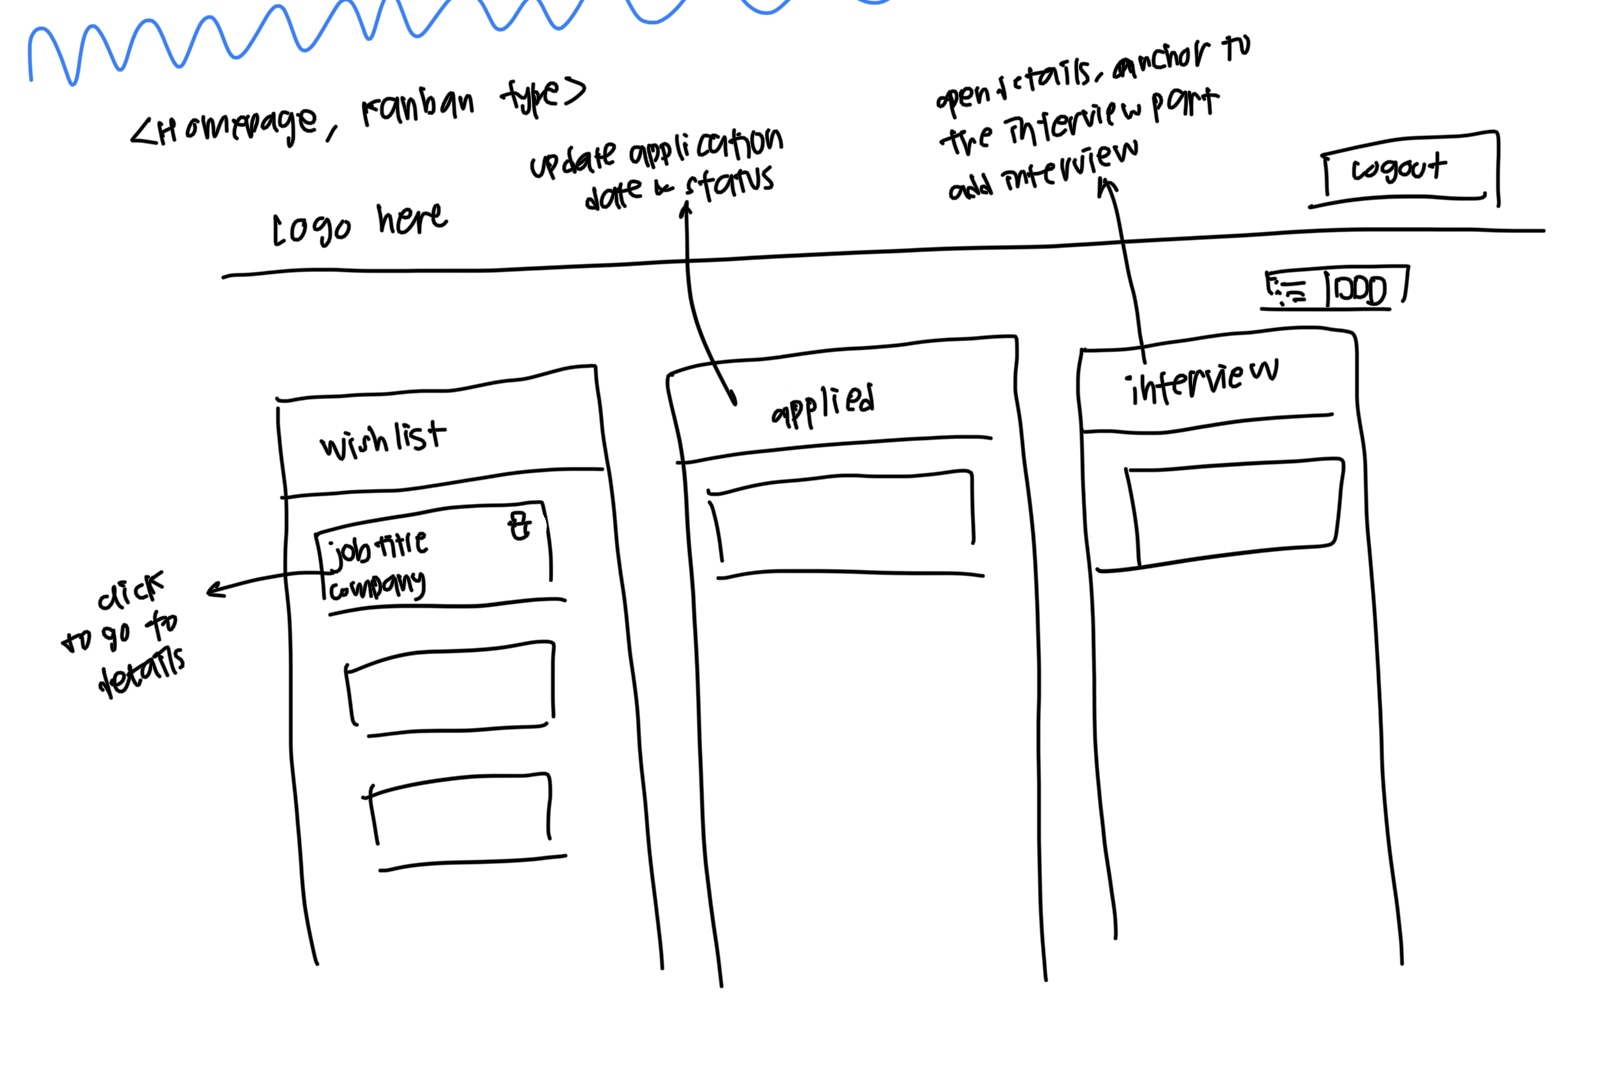 <Homepage, kanban type>
update application
date & status
open details, anchor to
the interview part
add interview
Logout
Logo here
wishlist
applied
interview
job title
company
click
to go to
details